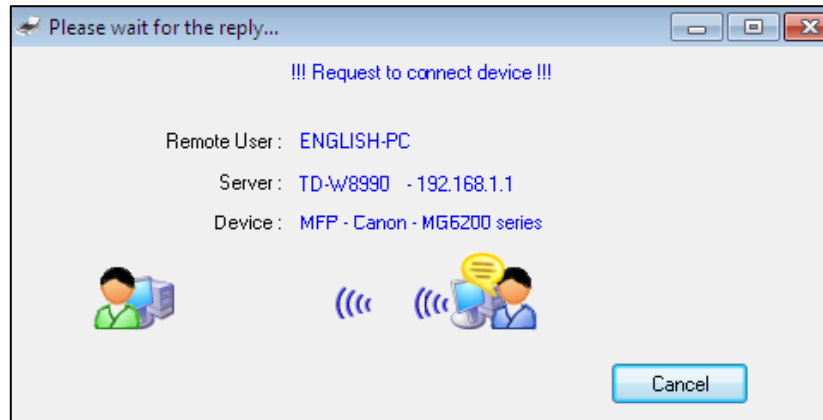 Please wait for the reply...
!!! Request to connect device !!!
Remote User : ENGLISH-PC
Server : TD-W8990 - 192.168.1.1
Device : MFP - Canon - MG6200 series
Cancel